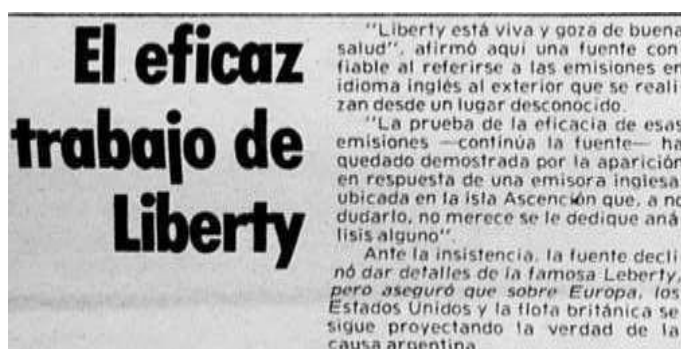 El eficaz
trabajo de
Liberty
"Liberty está viva y goza de buena
salud", afirmó aquí una fuente con
fiable al referirse a las emisiones en
idioma inglés al exterior que se reali
zan desde un lugar desconocido.
"La prueba de la eficacia de esas
emisiones —continúa la fuente— ha
quedado demostrada por la aparición
en respuesta de una emisora inglesa
ubicada en la isla Ascención que, a no
dudarlo, no merece se le dedique aná
lisis alguno".
Ante la insistencia, la fuente decli
nó dar detalles de la famosa Leberty,
pero aseguró que sobre Europa, los
Estados Unidos y la flota británica se
sigue proyectando la verdad de la
causa argentina